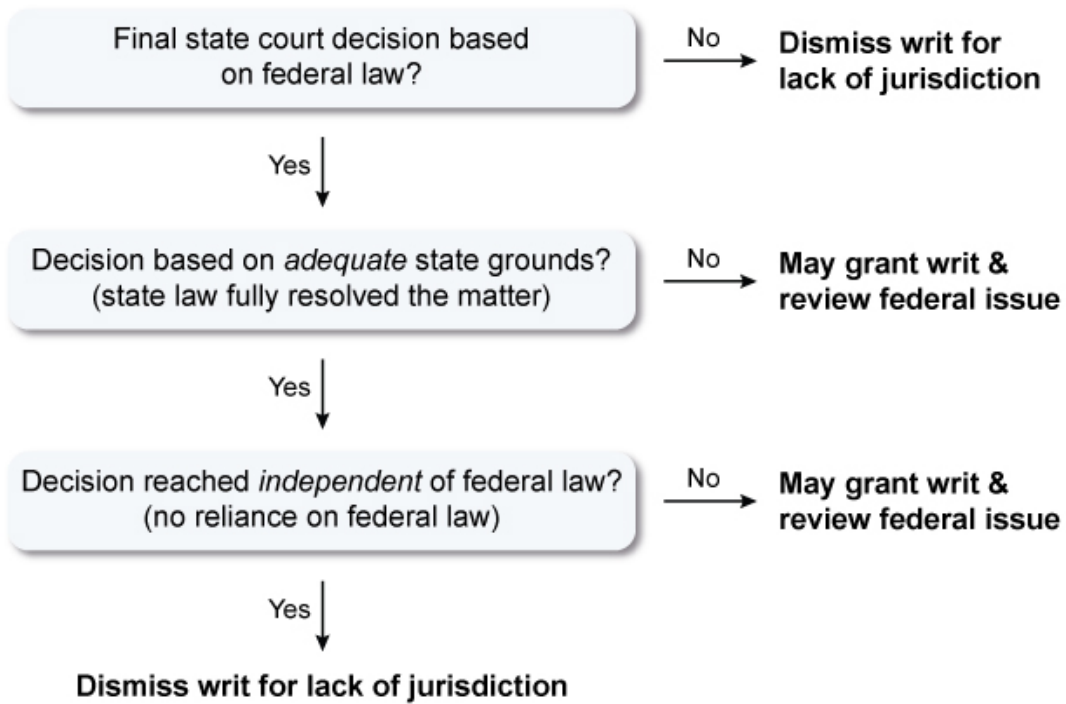 Final state court decision based
on federal law?
No
Dismiss writ for
lack of jurisdiction
Yes
Decision based on adequate state grounds?
(state law fully resolved the matter)
No
May grant writ &
review federal issue
Yes
Decision reached independent of federal law?
(no reliance on federal law)
No
May grant writ &
review federal issue
Yes
Dismiss writ for lack of jurisdiction